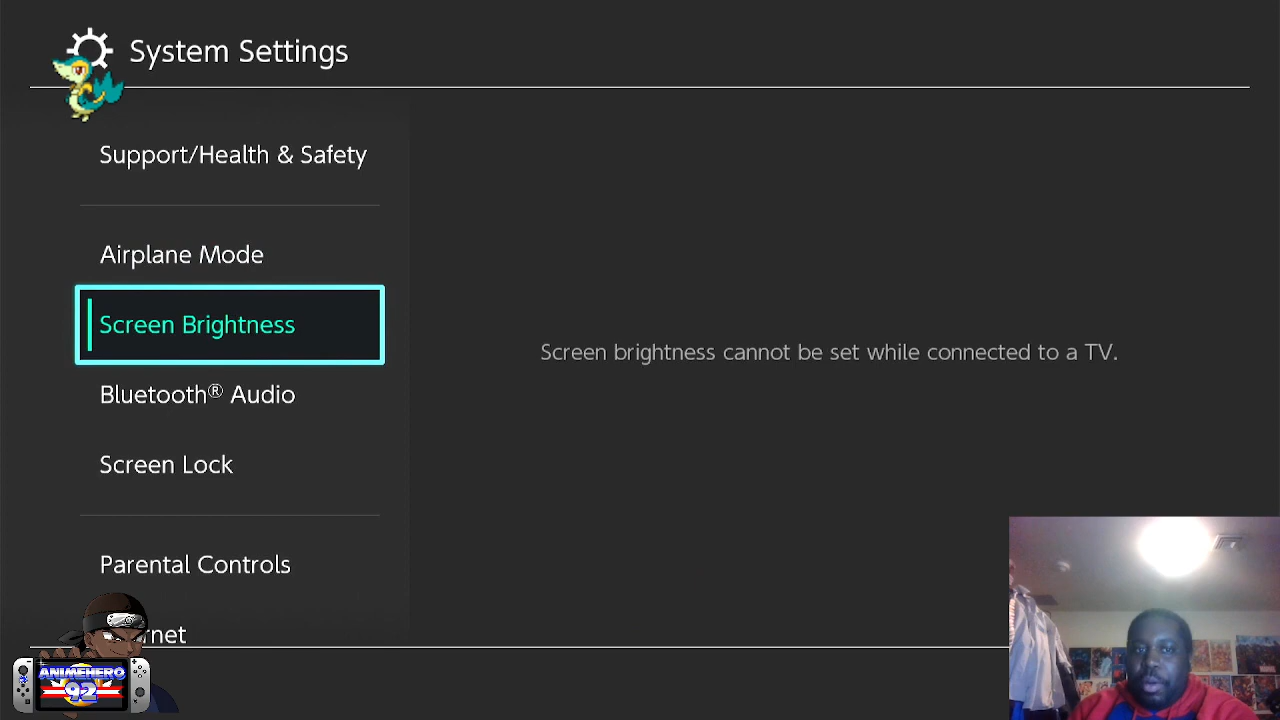 System Settings
Support/Health & Safety
Airplane Mode
Screen Brightness
Screen brightness cannot be set while connected to a TV.
Bluetooth® Audio
Screen Lock
Parental Controls
rnet
ANIMEHERO
92